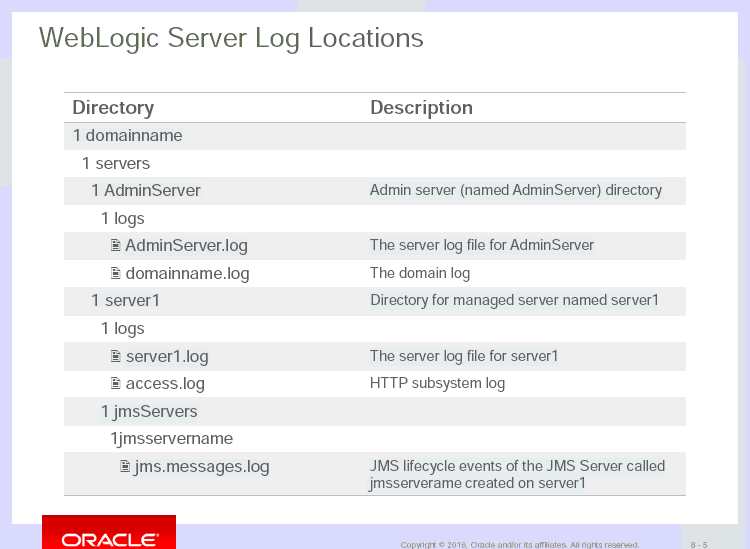 WebLogic Server Log Locations
Directory Description
1 domainname
1 servers
1 AdminServer Admin server (named AdminServer) directory
1 logs
AdminServer.log The server log file for AdminServer
domainname.log The domain log
1 server1 Directory for managed server named server1
1 logs
server1.log The server log file for server1
access.log HTTP subsystem log
1 jmsServers
1jmsservername
jms.messages.log JMS lifecycle events of the JMS Server called
jmsserverame created on server1
ORACLE
Copyright © 2016, Oracle and/or its affiliates. All rights reserved. 8 - 5